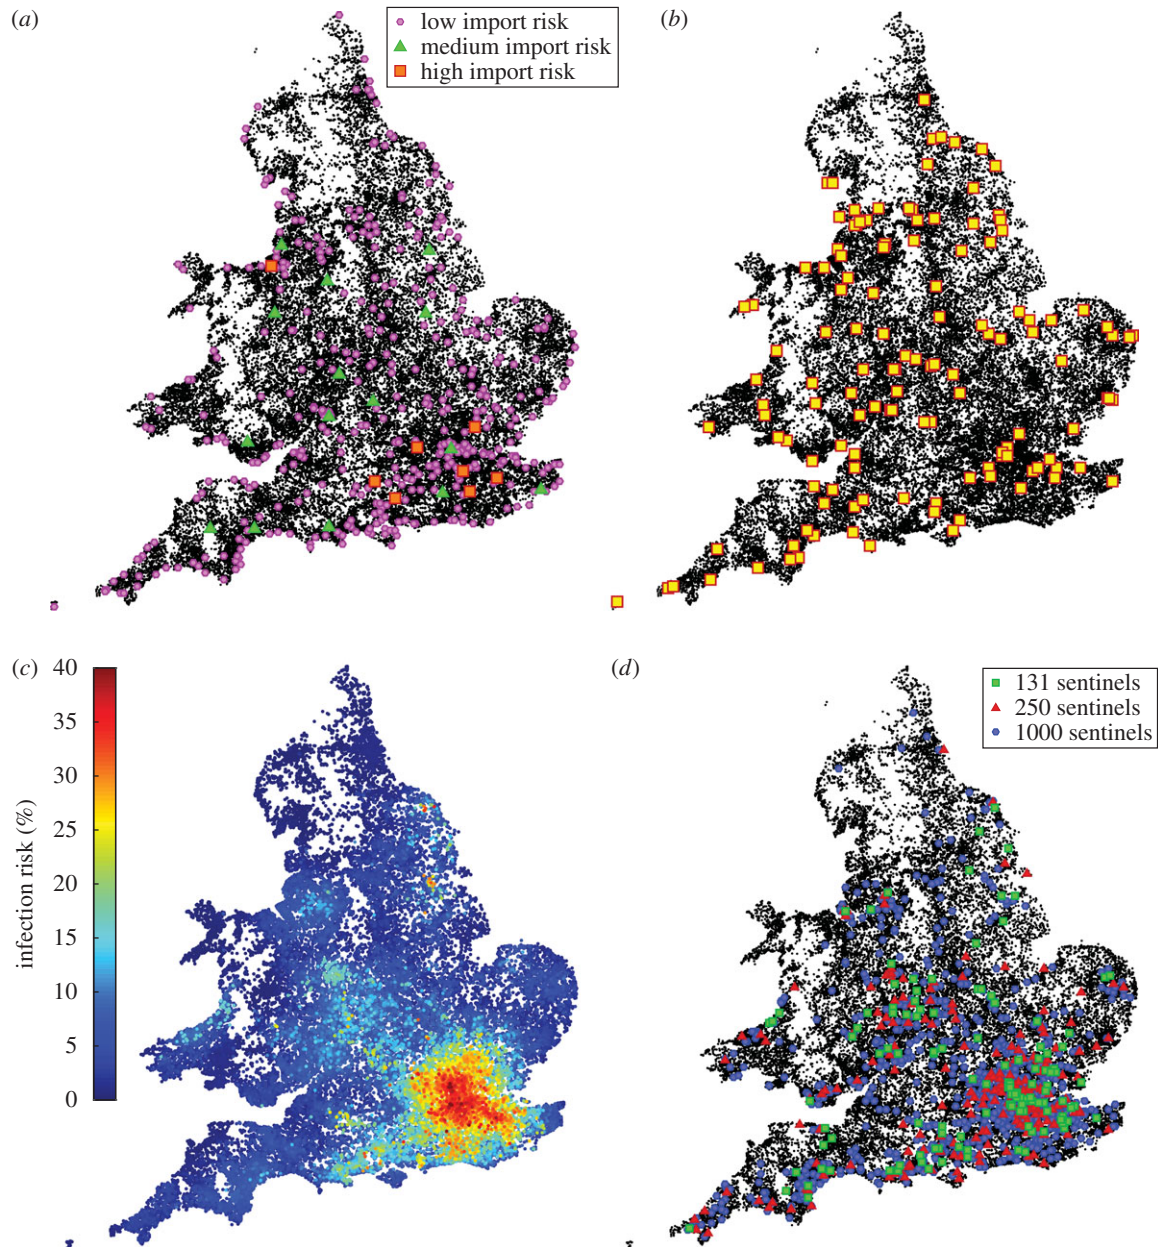 (a)
low import risk
medium import risk
high import risk
(b)
(c)
40
35
30
25
20
15
10
5
0
infection risk (%)
(d)
131 sentinels
250 sentinels
1000 sentinels